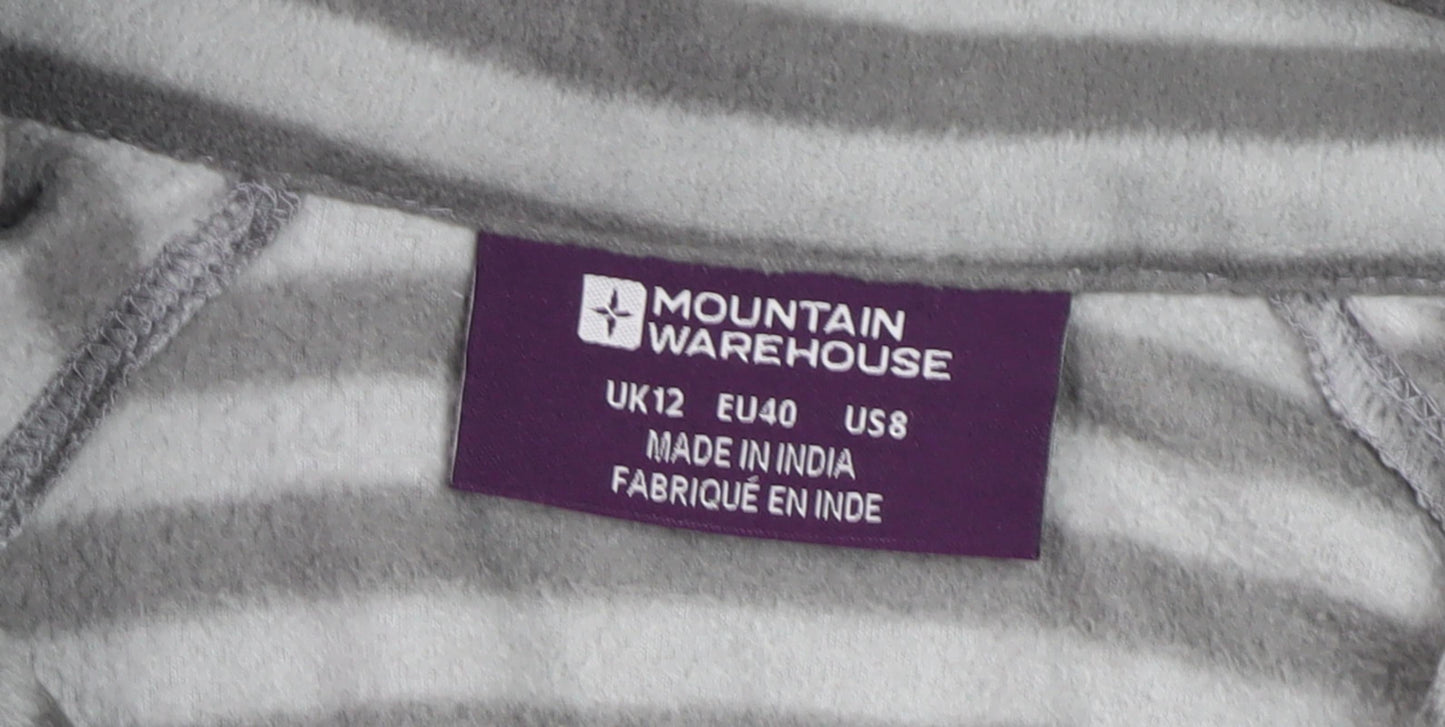 MOUNTAIN
WAREHOUSE
UK12 EU40 US8
MADE IN INDIA
FABRIQUÉ EN INDE